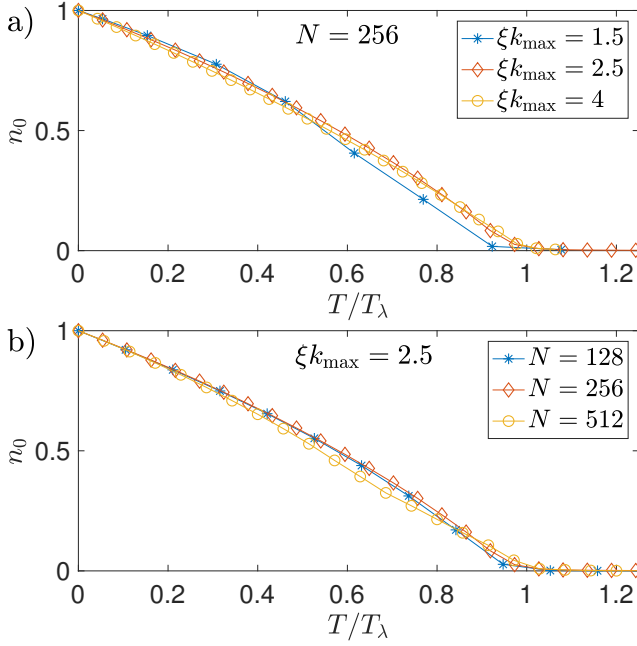 a)
N = 256
ξk_max = 1.5
ξk_max = 2.5
ξk_max = 4
1
0.5
0
n_0
0 0.2 0.4 0.6 0.8 1 1.2
T/T_λ
b)
ξk_max = 2.5
N = 128
N = 256
N = 512
1
0.5
0
n_0
0 0.2 0.4 0.6 0.8 1 1.2
T/T_λ